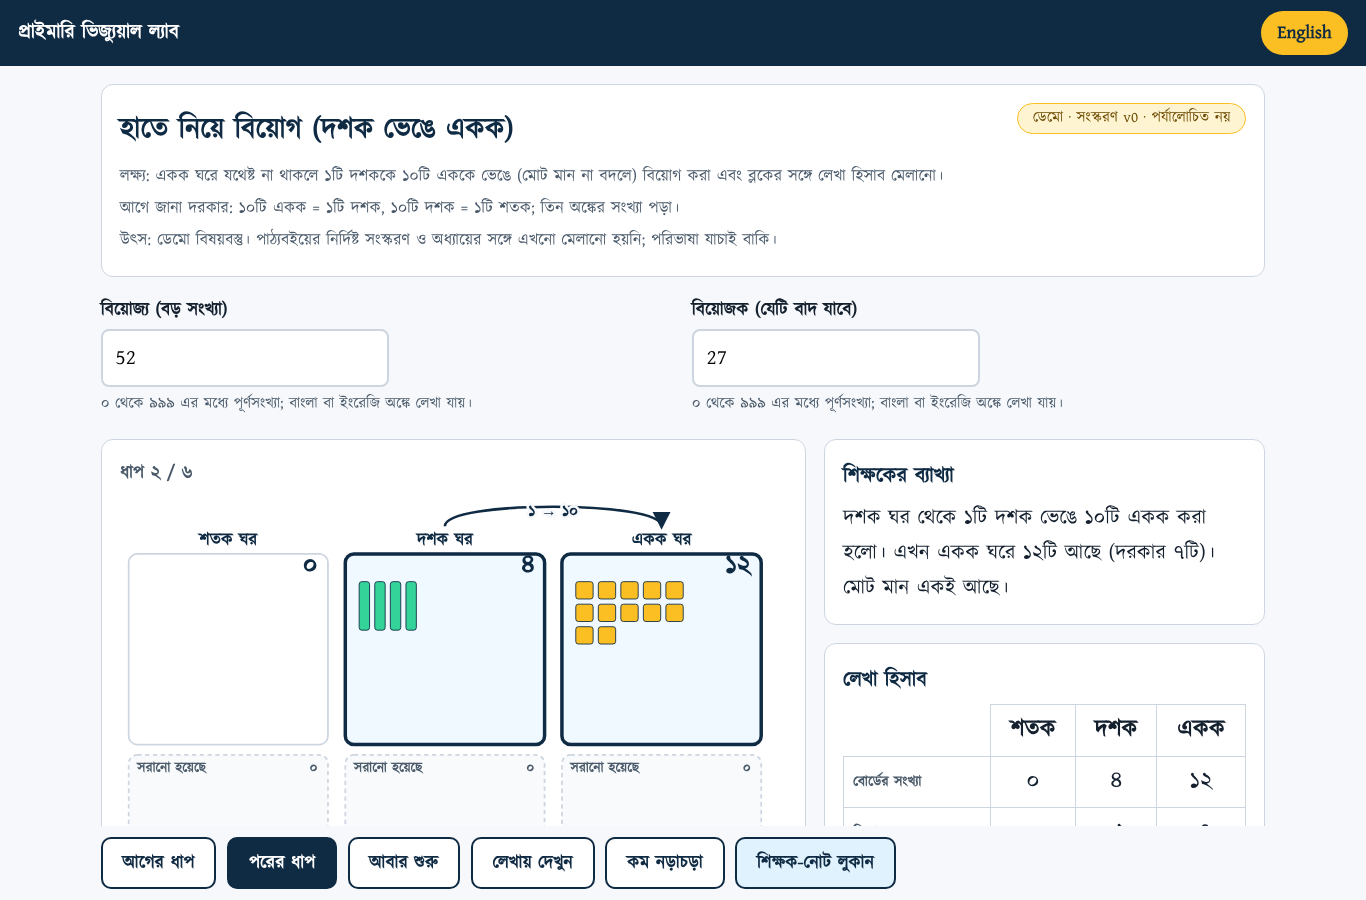 প্রাইমারি ভিজ্যুয়াল ল্যাব
English
হাতে নিয়ে বিয়োগ (দশক ভেঙে একক)
ডেমো · সংস্করণ v0 · পর্যালোচিত নয়
লক্ষ্য: একক ঘরে যথেষ্ট না থাকলে ১টি দশককে ১০টি এককে ভেঙে (মোট মান না বদলে) বিয়োগ করা এবং ব্লকের সঙ্গে লেখা হিসাব মেলানো।
আগে জানা দরকার: ১০টি একক = ১টি দশক, ১০টি দশক = ১টি শতক; তিন অঙ্কের সংখ্যা পড়া।
উৎস: ডেমো বিষয়বস্তু। পাঠ্যবইয়ের নির্দিষ্ট সংস্করণ ও অধ্যায়ের সঙ্গে এখনো মেলানো হয়নি; পরিভাষা যাচাই বাকি।
বিয়োজ্য (বড় সংখ্যা)
52
০ থেকে ৯৯৯ এর মধ্যে পূর্ণসংখ্যা; বাংলা বা ইংরেজি অঙ্কে লেখা যায়।
বিয়োজক (যেটি বাদ যাবে)
27
০ থেকে ৯৯৯ এর মধ্যে পূর্ণসংখ্যা; বাংলা বা ইংরেজি অঙ্কে লেখা যায়।
ধাপ ২ / ৬
১ → ১০
শতক ঘর দশক ঘর একক ঘর
০ ৪ ১২
সরানো হয়েছে ০ সরানো হয়েছে ০ সরানো হয়েছে ০
শিক্ষকের ব্যাখ্যা
দশক ঘর থেকে ১টি দশক ভেঙে ১০টি একক করা
হলো। এখন একক ঘরে ১২টি আছে (দরকার ৭টি)।
মোট মান একই আছে।
লেখা হিসাব
শতক দশক একক
বোর্ডের সংখ্যা ০ ৪ ১২
আগের ধাপ পরের ধাপ আবার শুরু লেখায় দেখুন কম নড়াচড়া শিক্ষক-নোট লুকান